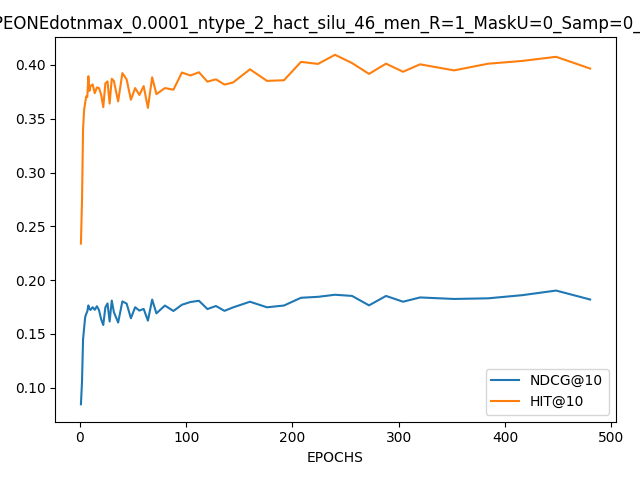 PEONEdotnmax_0.0001_ntype_2_hact_silu_46_men_R=1_MaskU=0_Samp=0_
0.40
0.35
0.30
0.25
0.20
0.15
0.10
NDCG@10
HIT@10
0 100 200 300 400 500
EPOCHS